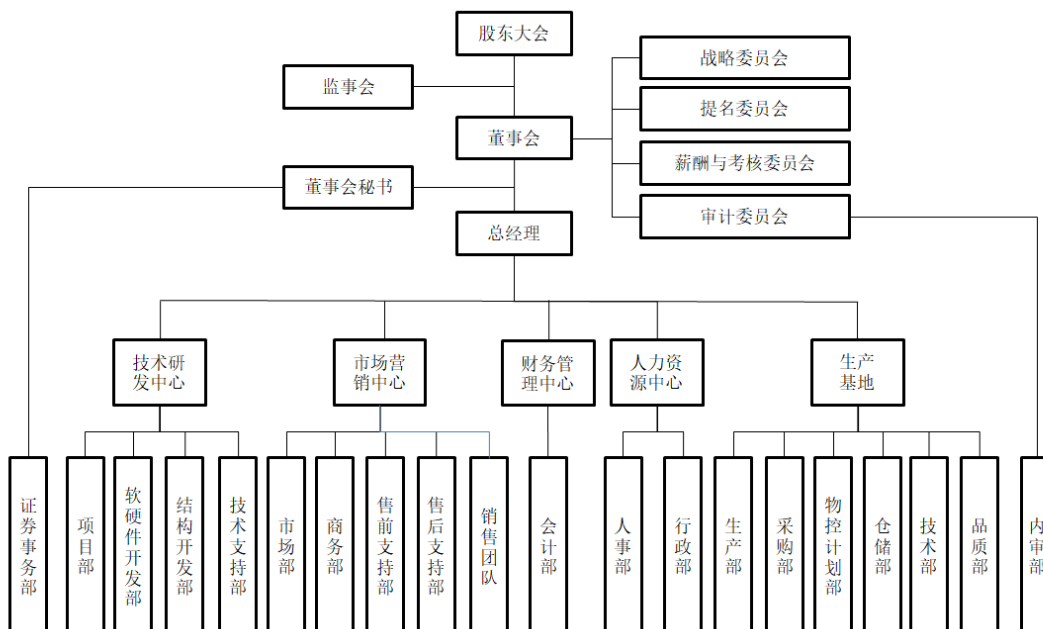 股东大会
战略委员会
监事会
提名委员会
董事会
薪酬与考核委员会
董事会秘书
审计委员会
总经理
技术研
发中心
市场营
销中心
财务管
理中心
人力资
源中心
生产
基地
证券事务部
项目部
软硬件开发部
结构开发部
技术支持部
市场部
商务部
售前支持部
售后支持部
销售团队
会计部
人事部
行政部
生产部
采购部
物控计划部
仓储部
技术部
品质部
内审部